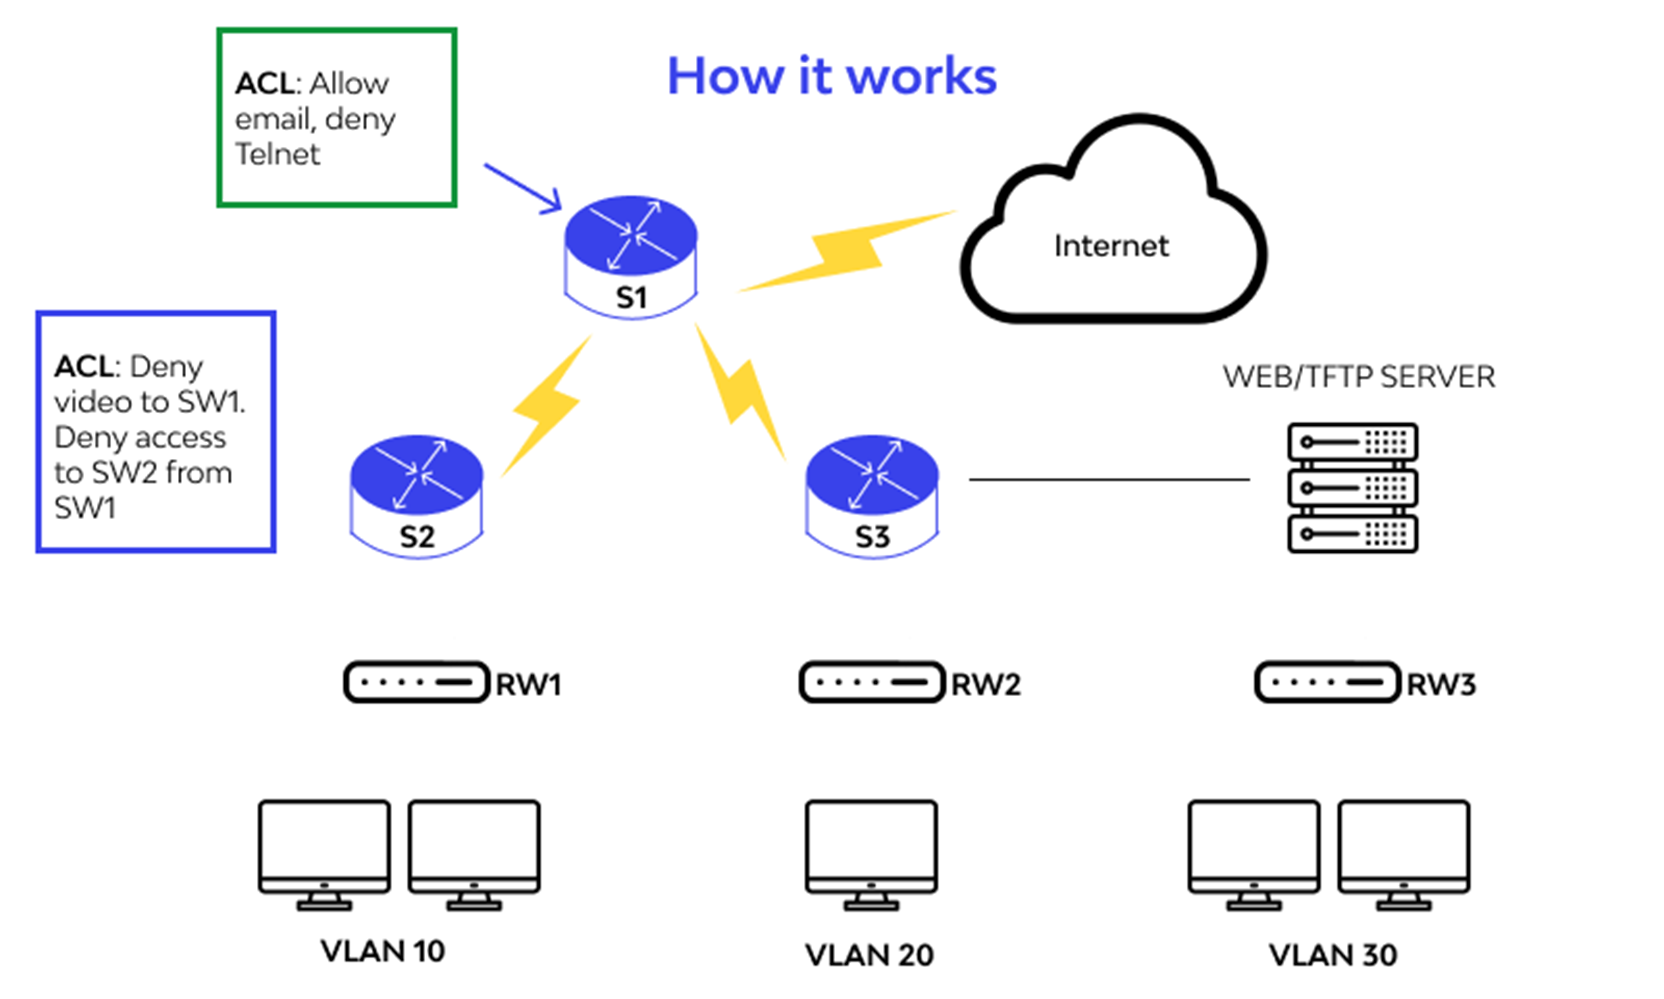 How it works
ACL: Allow
email, deny
Telnet
S1
Internet
ACL: Deny
video to SW1.
Deny access
to SW2 from
SW1
S2
S3
WEB/TFTP SERVER
RW1
RW2
RW3
VLAN 10
VLAN 20
VLAN 30